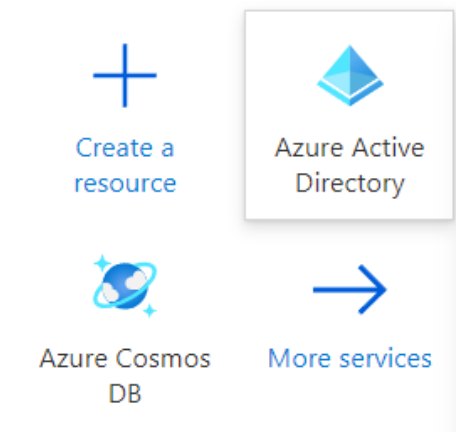 Create a
resource
Azure Active
Directory
Azure Cosmos
DB
More services